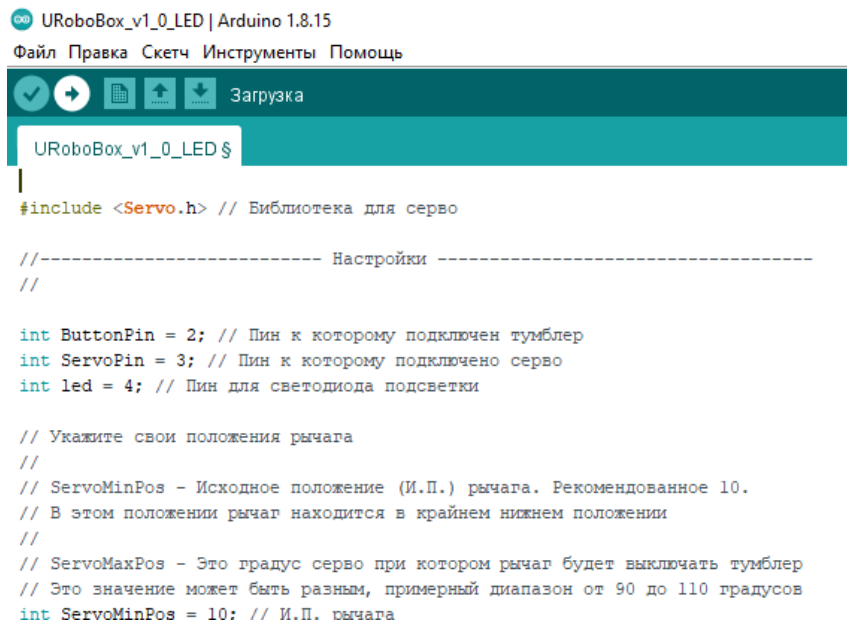 URoboBox_v1_0_LED | Arduino 1.8.15
Файл Правка Скетч Инструменты Помощь
Загрузка
URoboBox_v1_0_LED §
#include <Servo.h> // Библиотека для серво
//--------------------------- Настройки ------------------------------------
//
int ButtonPin = 2; // Пин к которому подключен тумблер
int ServoPin = 3; // Пин к которому подключено серво
int led = 4; // Пин для светодиода подсветки
// Укажите свои положения рычага
//
// ServoMinPos - Исходное положение (И.П.) рычага. Рекомендованное 10.
// В этом положении рычаг находится в крайнем нижнем положении
//
// ServoMaxPos - Это градус серво при котором рычаг будет выключать тумблер
// Это значение может быть разным, примерный диапазон от 90 до 110 градусов
int ServoMinPos = 10; // И.П. рычага